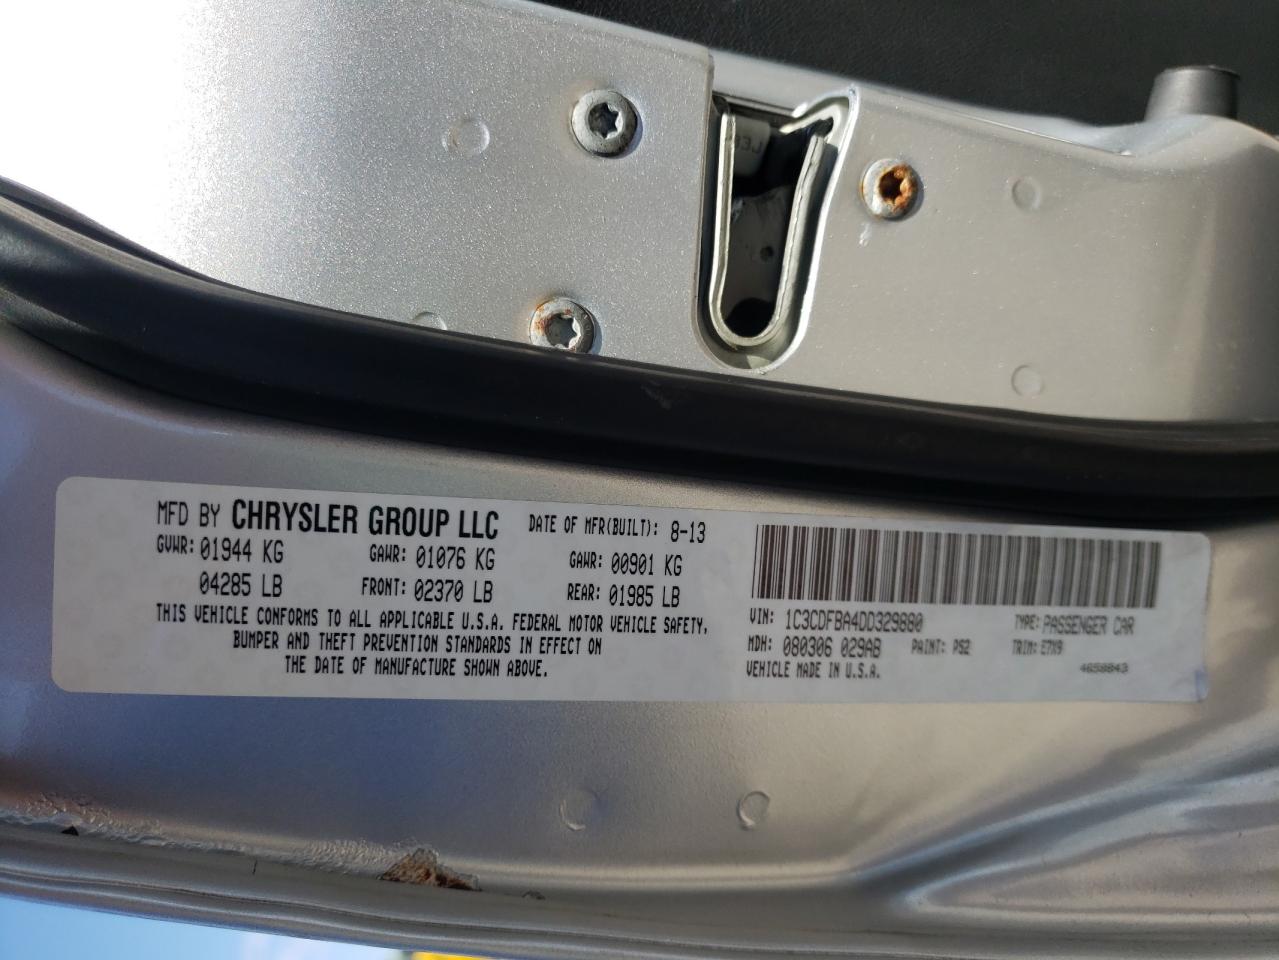 MFD BY CHRYSLER GROUP LLC DATE OF MFR(BUILT): 8-13
GVWR: 01944 KG GAWR: 01076 KG GAWR: 00901 KG
04285 LB FRONT: 02370 LB REAR: 01985 LB
THIS VEHICLE CONFORMS TO ALL APPLICABLE U.S.A. FEDERAL MOTOR VEHICLE SAFETY,
BUMPER AND THEFT PREVENTION STANDARDS IN EFFECT ON
THE DATE OF MANUFACTURE SHOWN ABOVE.
VIN: 1C3CDFBA4DD329880 TYPE: PASSENGER CAR
MDH: 080306 029AB PAINT: PS2 TRIM: E7X9
VEHICLE MADE IN U.S.A. 4658843